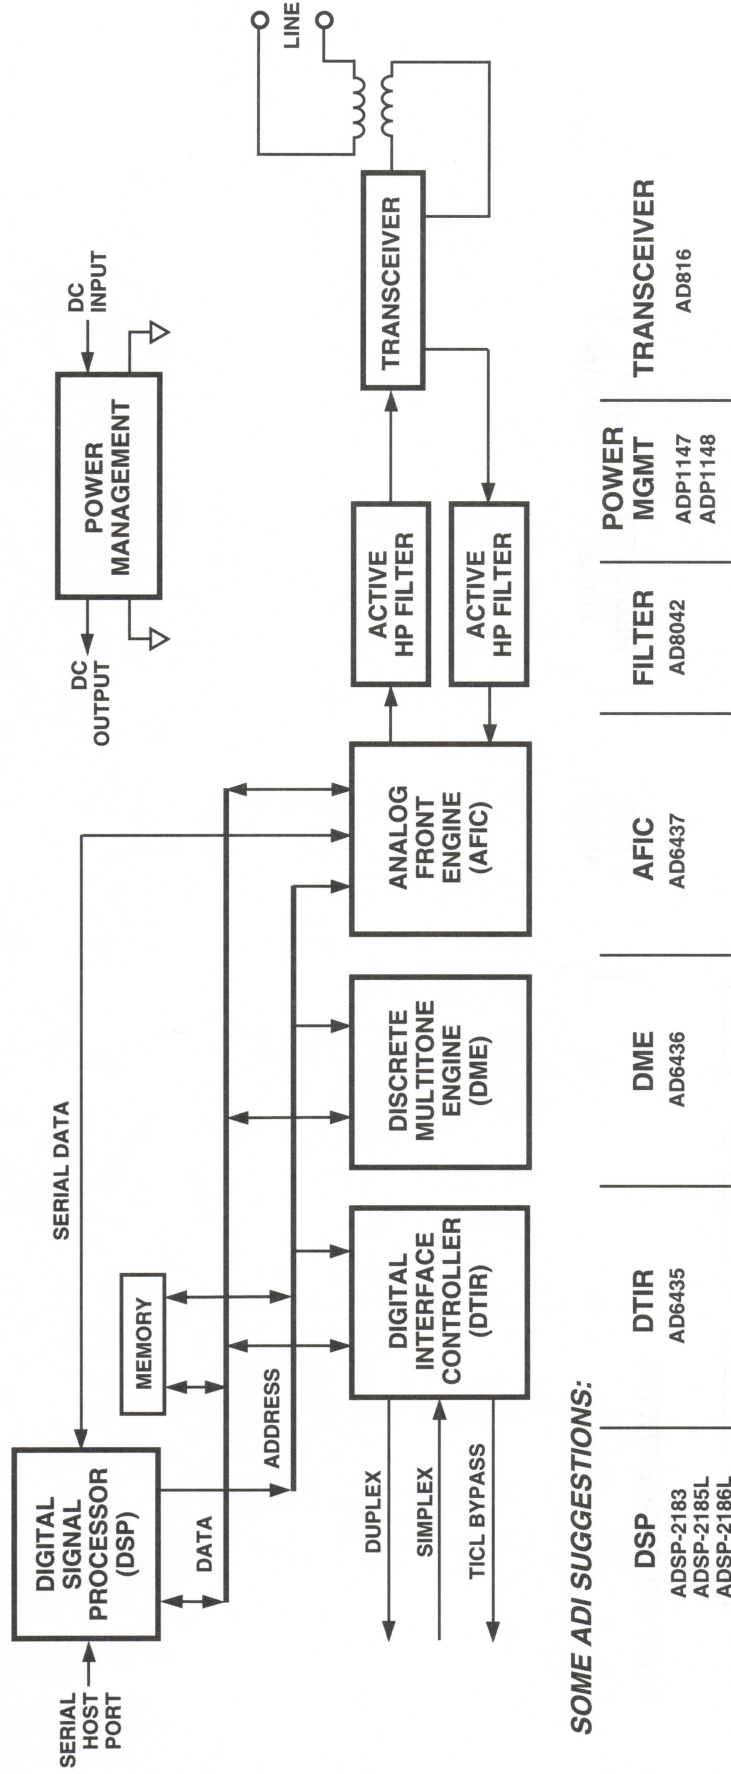 SERIAL
HOST
PORT
DIGITAL
SIGNAL
PROCESSOR
(DSP)
SERIAL DATA
MEMORY
DATA
ADDRESS
DC
OUTPUT
POWER
MANAGEMENT
DC
INPUT
DUPLEX
SIMPLEX
TICL BYPASS
DIGITAL
INTERFACE
CONTROLLER
(DTIR)
DISCRETE
MULTITONE
ENGINE
(DME)
ANALOG
FRONT
ENGINE
(AFIC)
ACTIVE
HP FILTER
ACTIVE
HP FILTER
TRANSCEIVER
LINE
SOME ADI SUGGESTIONS:
DSP
ADSP-2183
ADSP-2185L
ADSP-2186L
DTIR
AD6435
DME
AD6436
AFIC
AD6437
FILTER
AD8042
POWER
MGMT
ADP1147
ADP1148
TRANSCEIVER
AD816